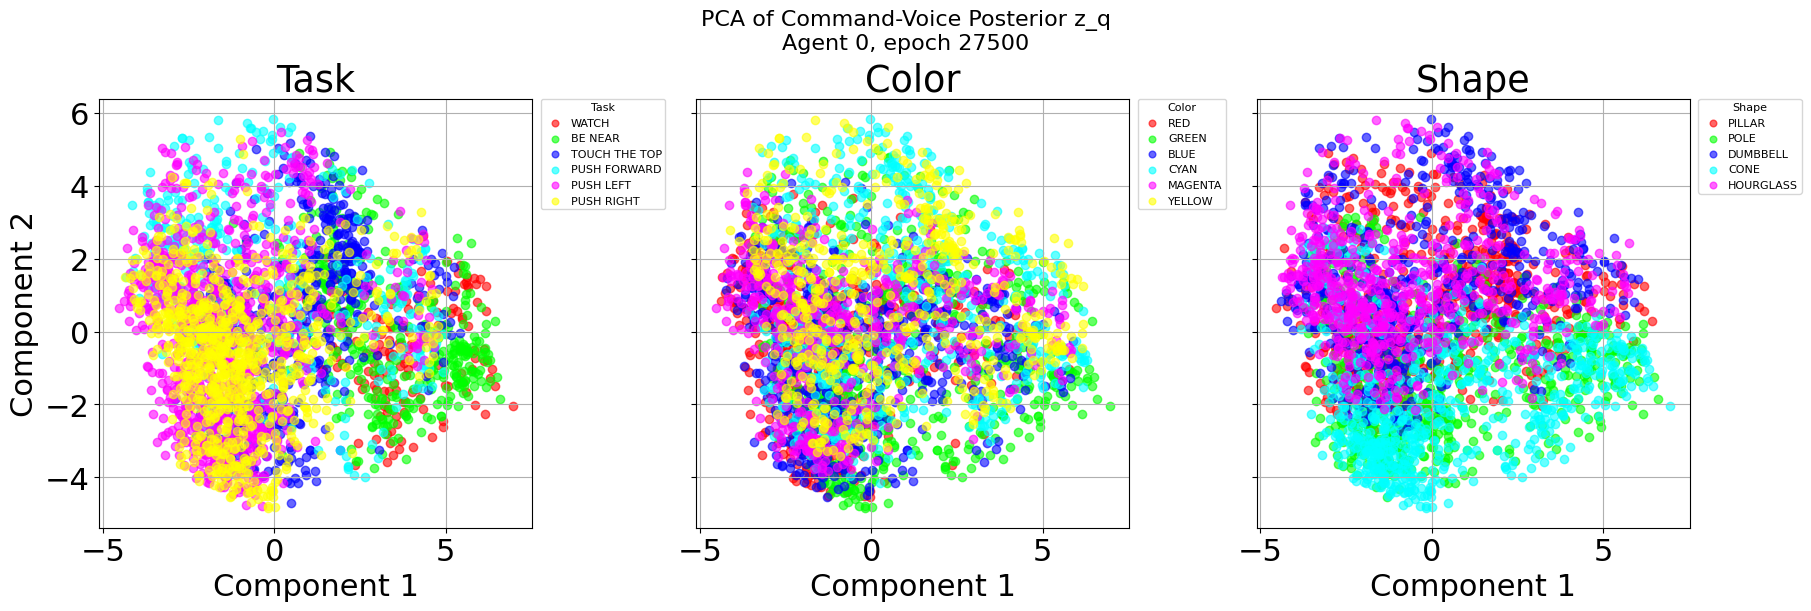 PCA of Command-Voice Posterior z_q
Agent 0, epoch 27500
Task
Component 2
6
4
2
0
−2
−4
−5
0
5
Component 1
Task
WATCH
BE NEAR
TOUCH THE TOP
PUSH FORWARD
PUSH LEFT
PUSH RIGHT
Color
−5
0
5
Component 1
Color
RED
GREEN
BLUE
CYAN
MAGENTA
YELLOW
Shape
−5
0
5
Component 1
Shape
PILLAR
POLE
DUMBBELL
CONE
HOURGLASS